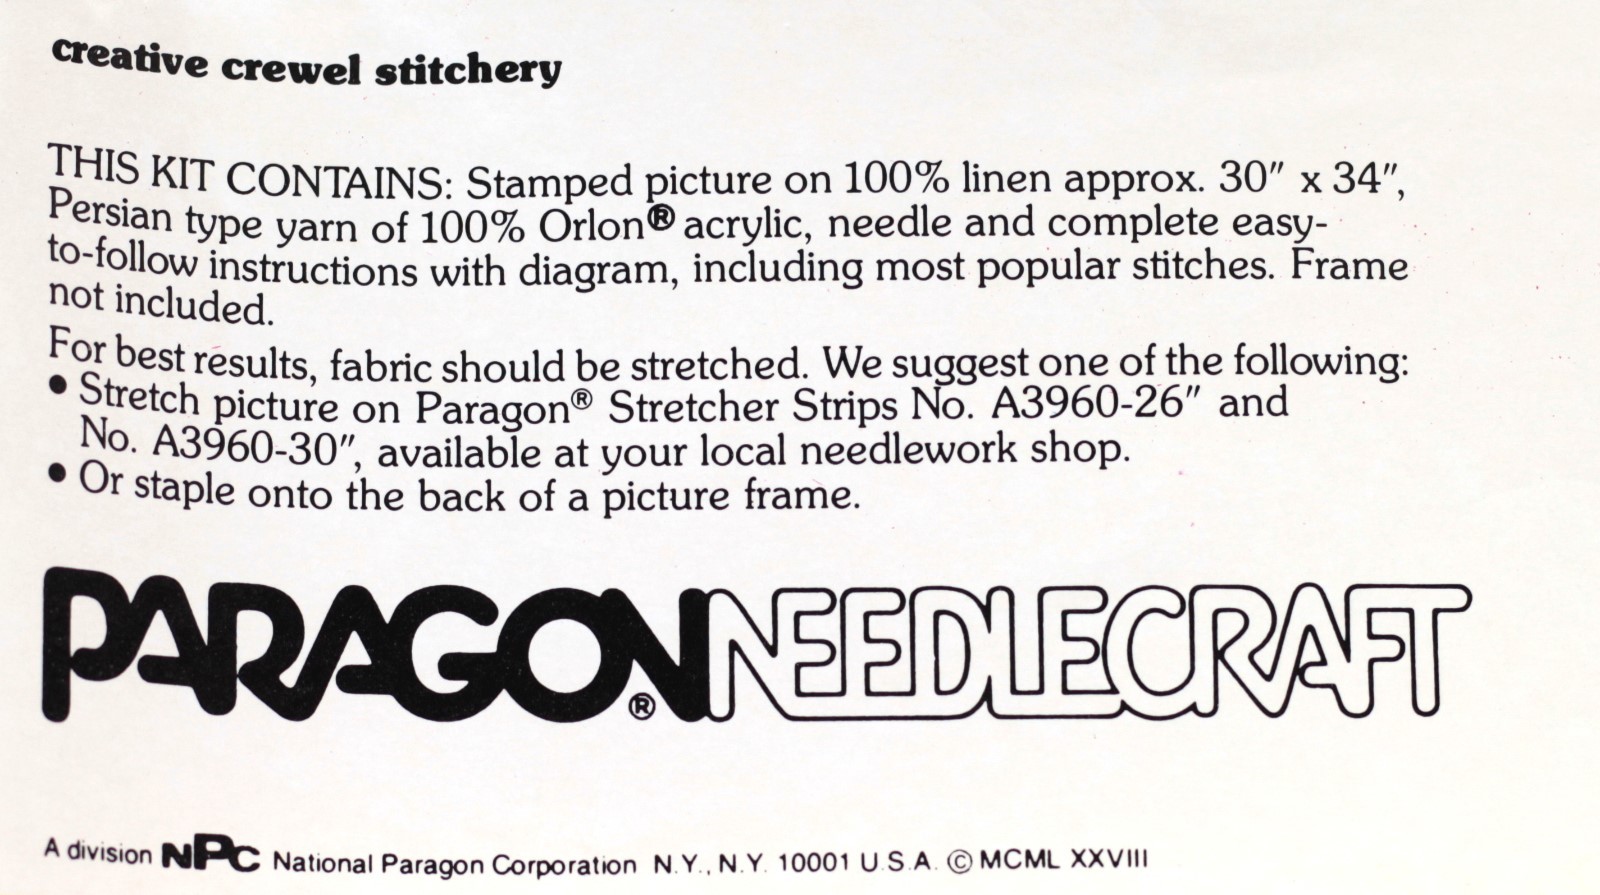 creative crewel stitchery
THIS KIT CONTAINS: Stamped picture on 100% linen approx. 30" x 34",
Persian type yarn of 100% Orlon® acrylic, needle and complete easy-
to-follow instructions with diagram, including most popular stitches. Frame
not included.
For best results, fabric should be stretched. We suggest one of the following:
• Stretch picture on Paragon® Stretcher Strips No. A3960-26" and
No. A3960-30", available at your local needlework shop.
• Or staple onto the back of a picture frame.
PARAGON® NEEDLECRAFT
A division NPC National Paragon Corporation N.Y., N.Y. 10001 U.S.A. © MCML XXVIII